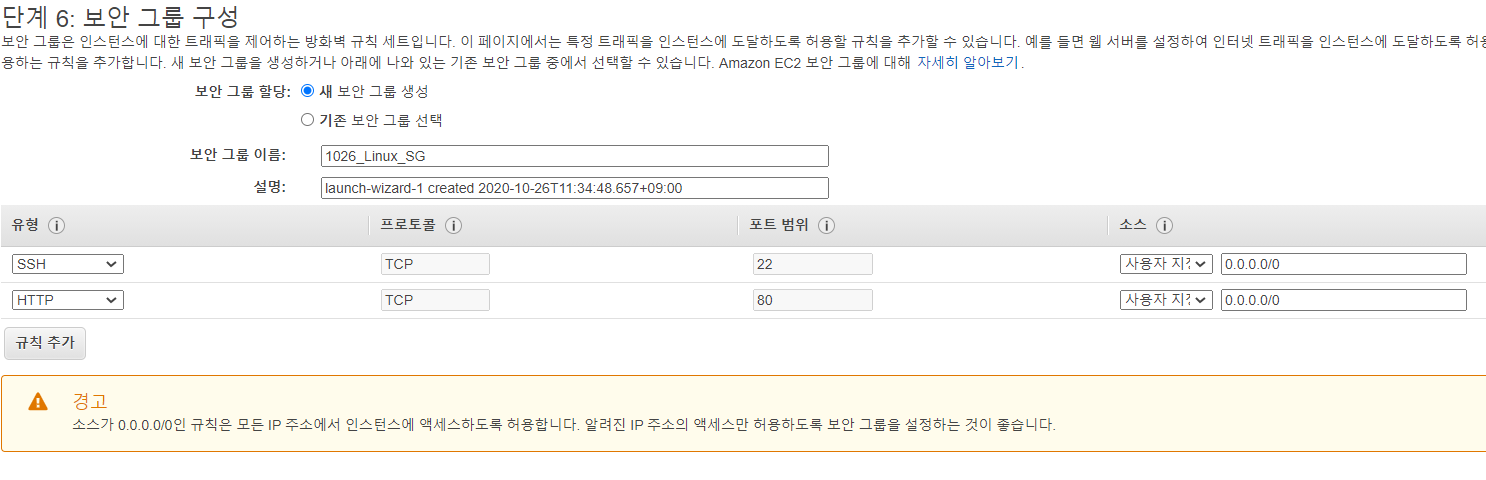 단계 6: 보안 그룹 구성
보안 그룹은 인스턴스에 대한 트래픽을 제어하는 방화벽 규칙 세트입니다. 이 페이지에서는 특정 트래픽을 인스턴스에 도달하도록 허용할 규칙을 추가할 수 있습니다. 예를 들면 웹 서버를 설정하여 인터넷 트래픽을 인스턴스에 도달하도록 허용
용하는 규칙을 추가합니다. 새 보안 그룹을 생성하거나 아래에 나와 있는 기존 보안 그룹 중에서 선택할 수 있습니다. Amazon EC2 보안 그룹에 대해 자세히 알아보기.
보안 그룹 할당: 새 보안 그룹 생성
기존 보안 그룹 선택
보안 그룹 이름: 1026_Linux_SG
설명: launch-wizard-1 created 2020-10-26T11:34:48.657+09:00
유형 프로토콜 포트 범위 소스
SSH TCP 22 사용자 지정 0.0.0.0/0
HTTP TCP 80 사용자 지정 0.0.0.0/0
규칙 추가
경고
소스가 0.0.0.0/0인 규칙은 모든 IP 주소에서 인스턴스에 액세스하도록 허용합니다. 알려진 IP 주소의 액세스만 허용하도록 보안 그룹을 설정하는 것이 좋습니다.